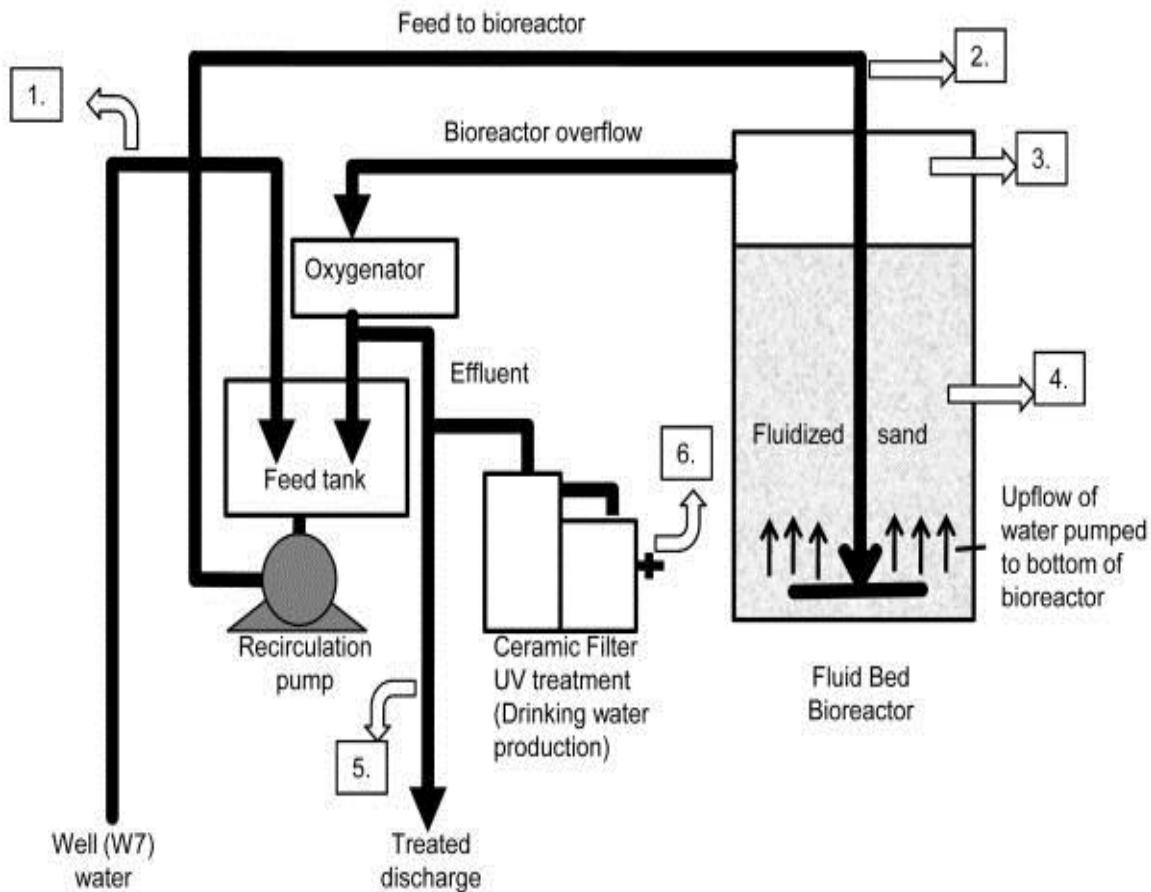 Feed to bioreactor
1.
2.
Bioreactor overflow
3.
Oxygenator
Effluent
4.
Fluidized sand
6.
Feed tank
Upflow of
water pumped
to bottom of
bioreactor
Recirculation
pump
Ceramic Filter
UV treatment
(Drinking water
production)
Fluid Bed
Bioreactor
5.
Well (W7)
water
Treated
discharge